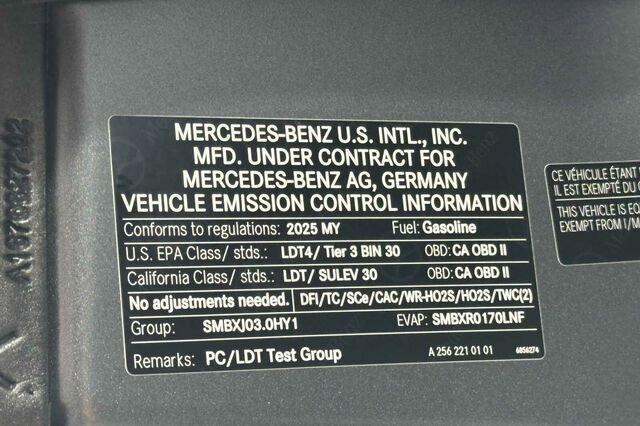 MERCEDES-BENZ U.S. INTL., INC.
MFD. UNDER CONTRACT FOR
MERCEDES-BENZ AG, GERMANY
VEHICLE EMISSION CONTROL INFORMATION
Conforms to regulations: 2025 MY Fuel: Gasoline
U.S. EPA Class/ stds.: LDT4/ Tier 3 BIN 30 OBD: CA OBD II
California Class/ stds.: LDT/ SULEV 30 OBD: CA OBD II
No adjustments needed. DFI/TC/SCe/CAC/WR-HO2S/HO2S/TWC(2)
Group: SMBXJ03.0HY1 EVAP: SMBXR0170LNF
Remarks: PC/LDT Test Group A 256 221 01 01 6856274
CE VÉHICULE ÉTANT
IL EST EXEMPTÉ DU
THIS VEHICLE IS
EXEMPT FROM I/M